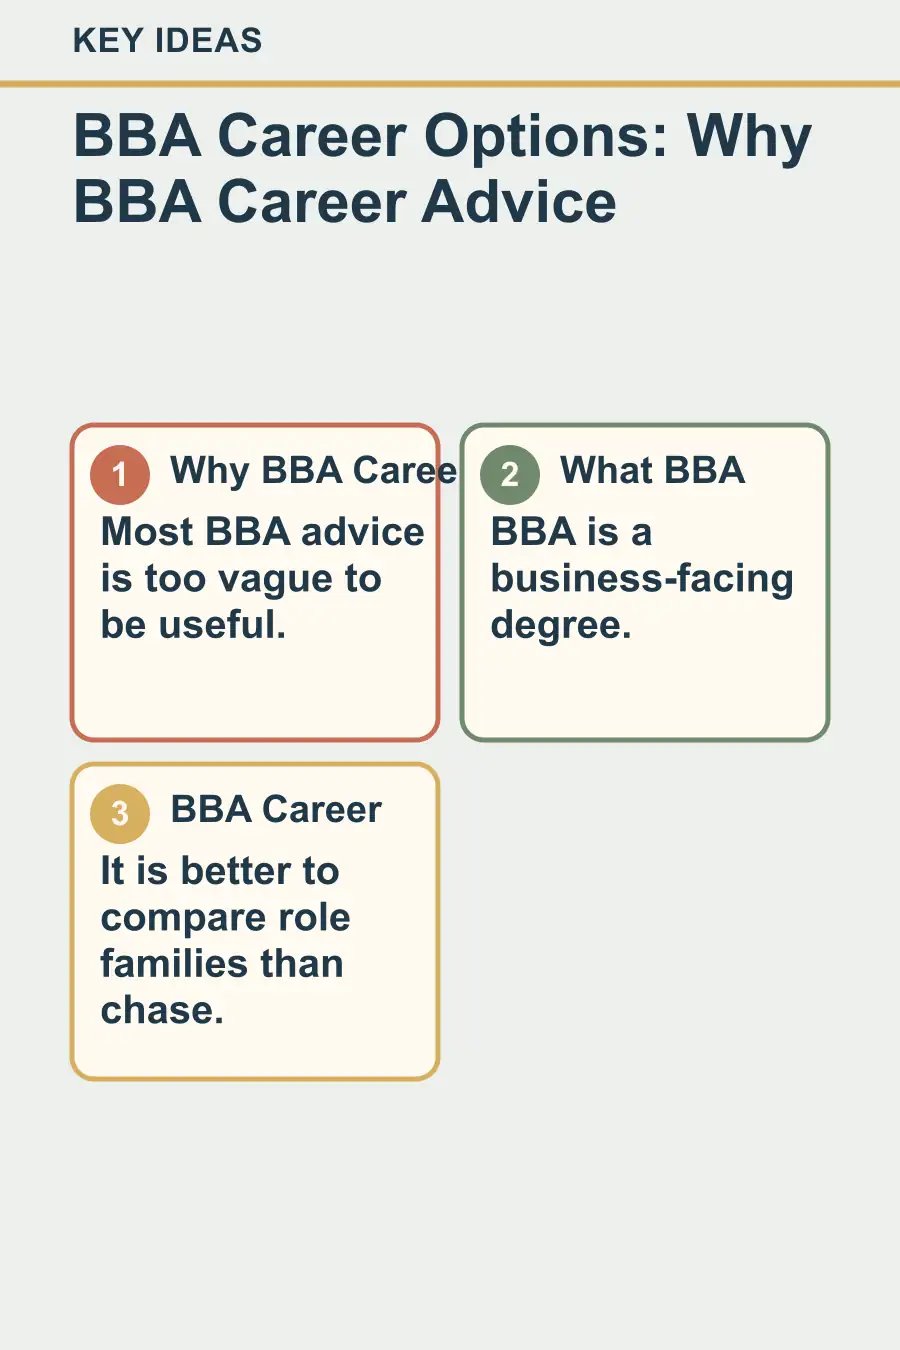 KEY IDEAS
BBA Career Options: Why
BBA Career Advice
1 Why BBA Caree
Most BBA advice
is too vague to
be useful.
2 What BBA
BBA is a
business-facing
degree.
3 BBA Career
It is better to
compare role
families than
chase.